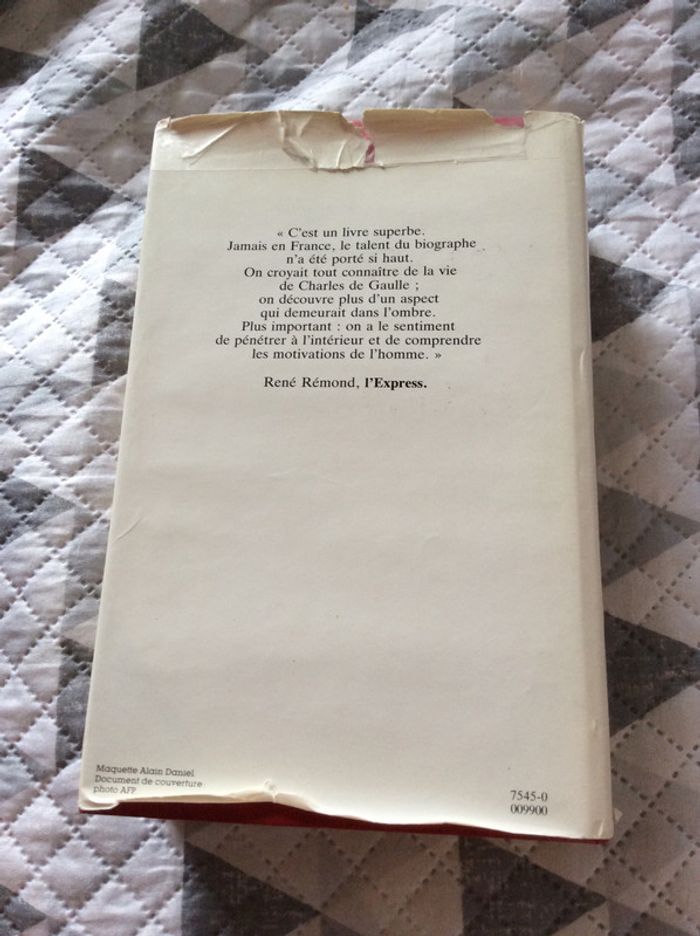 « C'est un livre superbe.
Jamais en France, le talent du biographe
n'a été porté si haut.
On croyait tout connaître de la vie
de Charles de Gaulle ;
on découvre plus d'un aspect
qui demeurait dans l'ombre.
Plus important : on a le sentiment
de pénétrer à l'intérieur et de comprendre
les motivations de l'homme. »
René Rémond, l'Express.
Maquette Alain Daniel
Document de couverture
photo AFP
7545-0
009900